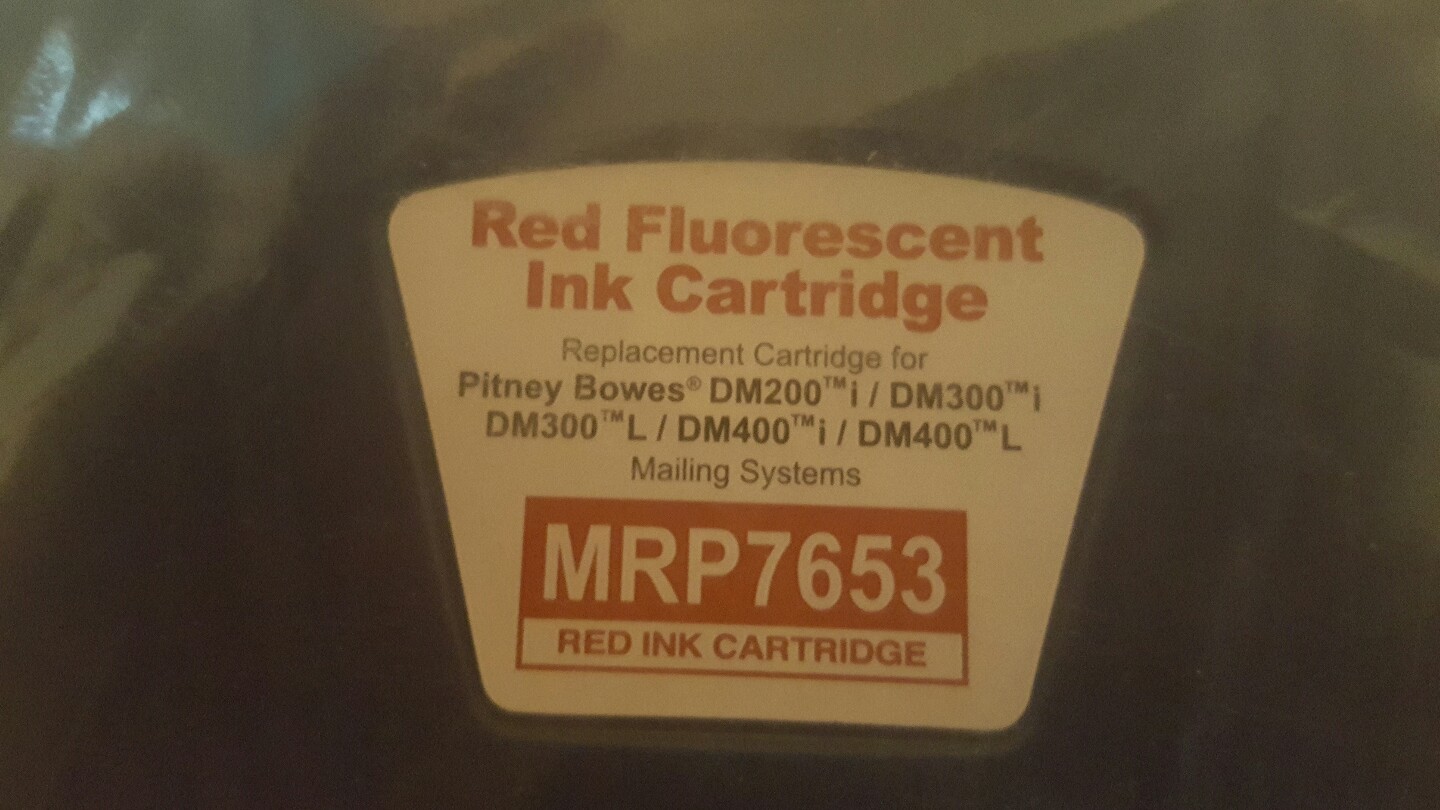 Red Fluorescent
Ink Cartridge
Replacement Cartridge for
Pitney Bowes® DM200™i / DM300™i
DM300™L / DM400™i / DM400™L
Mailing Systems
MRP7653
RED INK CARTRIDGE